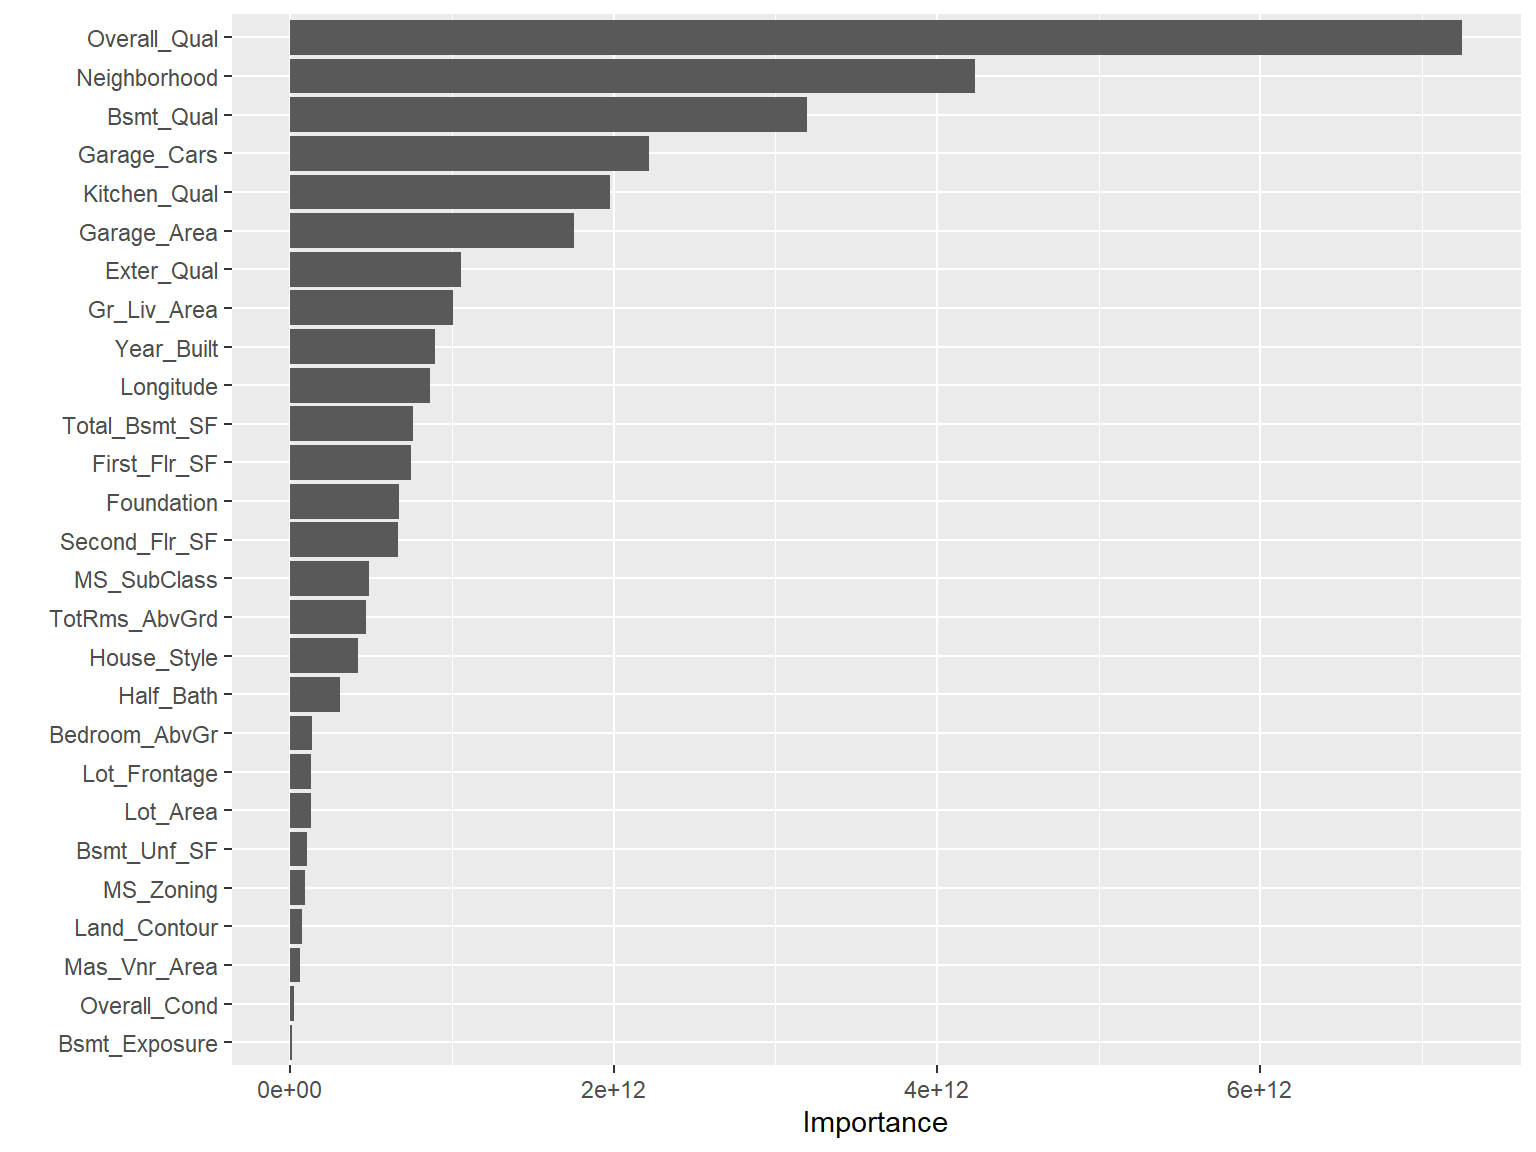 Overall_Qual
Neighborhood
Bsmt_Qual
Garage_Cars
Kitchen_Qual
Garage_Area
Exter_Qual
Gr_Liv_Area
Year_Built
Longitude
Total_Bsmt_SF
First_Flr_SF
Foundation
Second_Flr_SF
MS_SubClass
TotRms_AbvGrd
House_Style
Half_Bath
Bedroom_AbvGr
Lot_Frontage
Lot_Area
Bsmt_Unf_SF
MS_Zoning
Land_Contour
Mas_Vnr_Area
Overall_Cond
Bsmt_Exposure
0e+00 2e+12 4e+12 6e+12
Importance